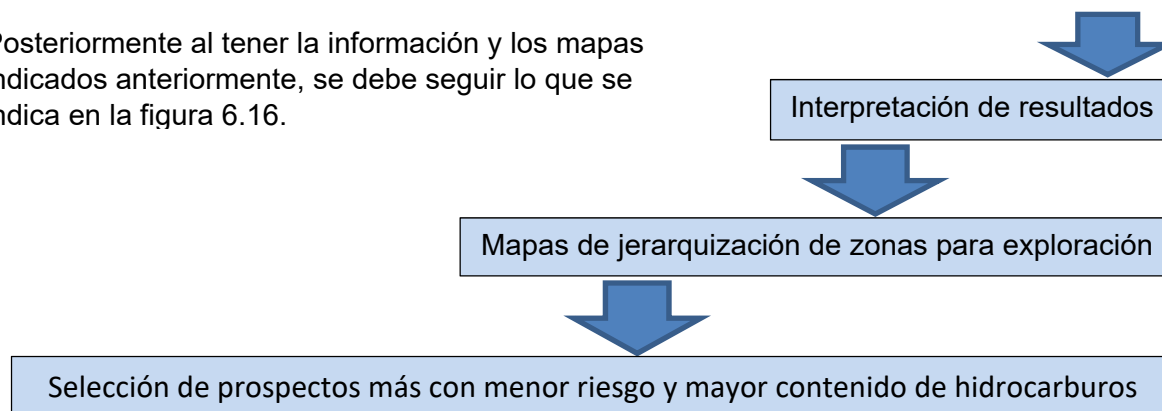 Posteriormente al tener la información y los mapas
indicados anteriormente, se debe seguir lo que se
indica en la figura 6.16.
Interpretación de resultados
Mapas de jerarquización de zonas para exploración
Selección de prospectos más con menor riesgo y mayor contenido de hidrocarburos